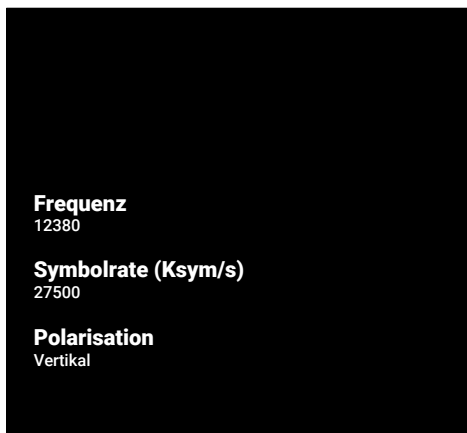 Frequenz
12380
Symbolrate (Ksym/s)
27500
Polarisation
Vertikal